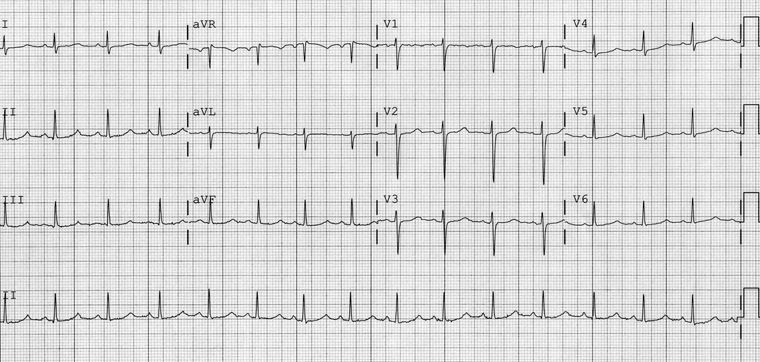 I aVR V1 V4
II aVL V2 V5
III aVF V3 V6
II